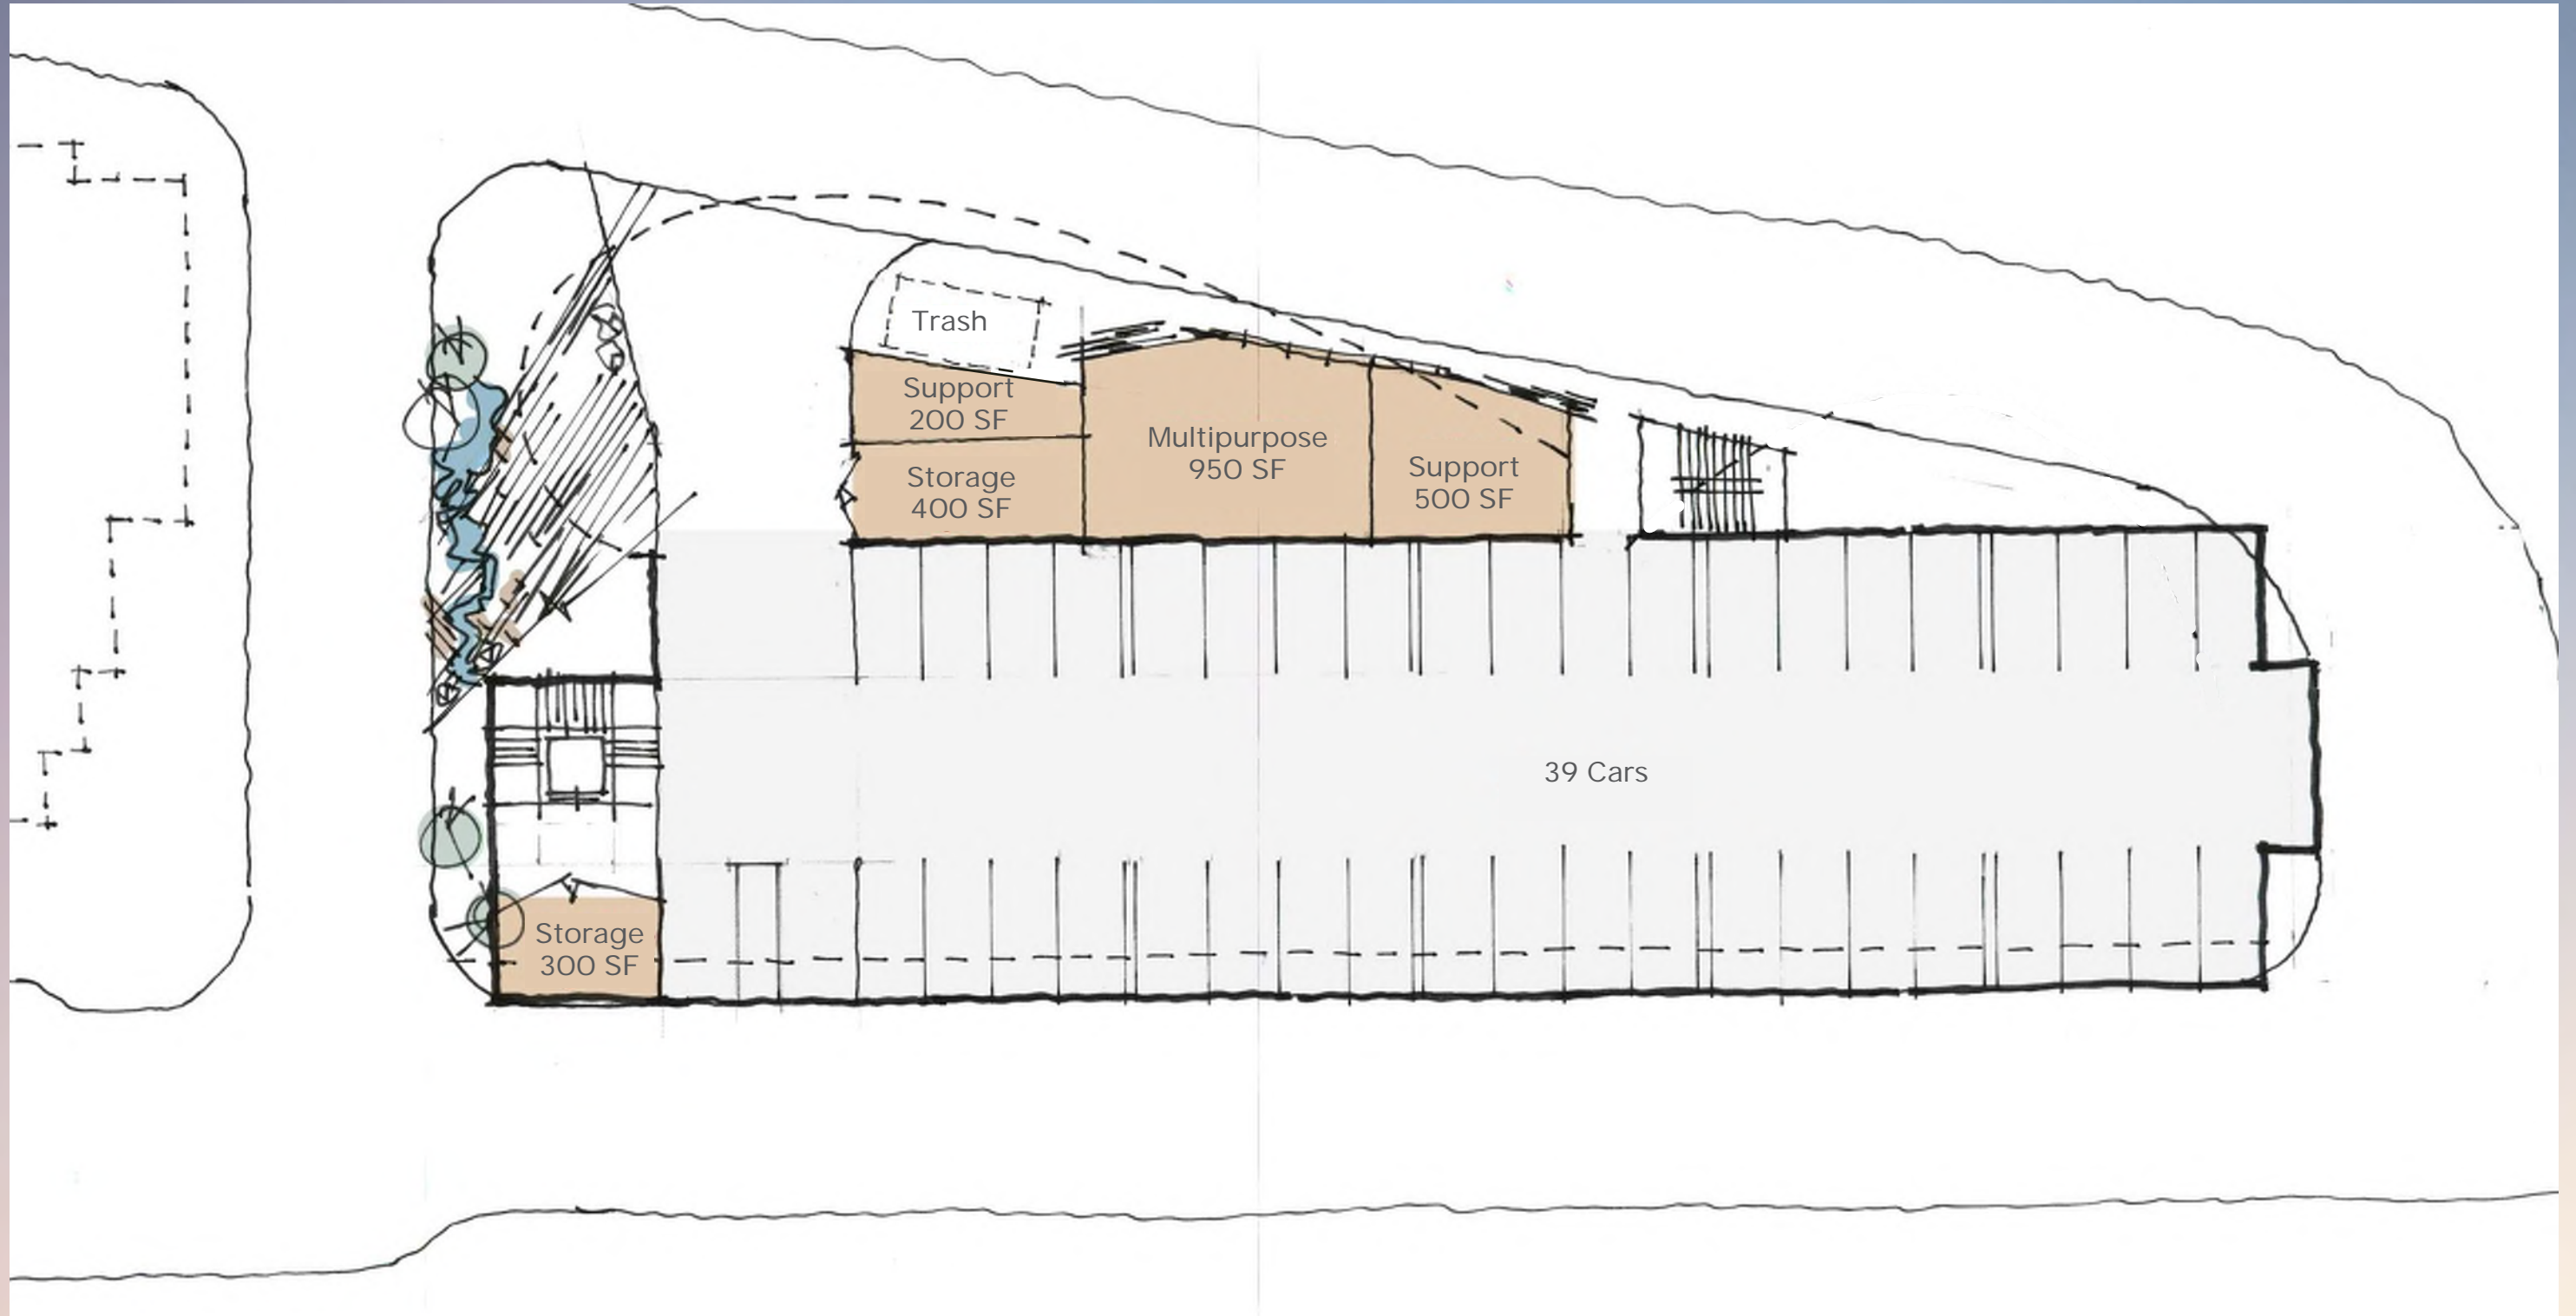 Trash
Support
200 SF
Storage
400 SF
Multipurpose
950 SF
Support
500 SF
39 Cars
Storage
300 SF